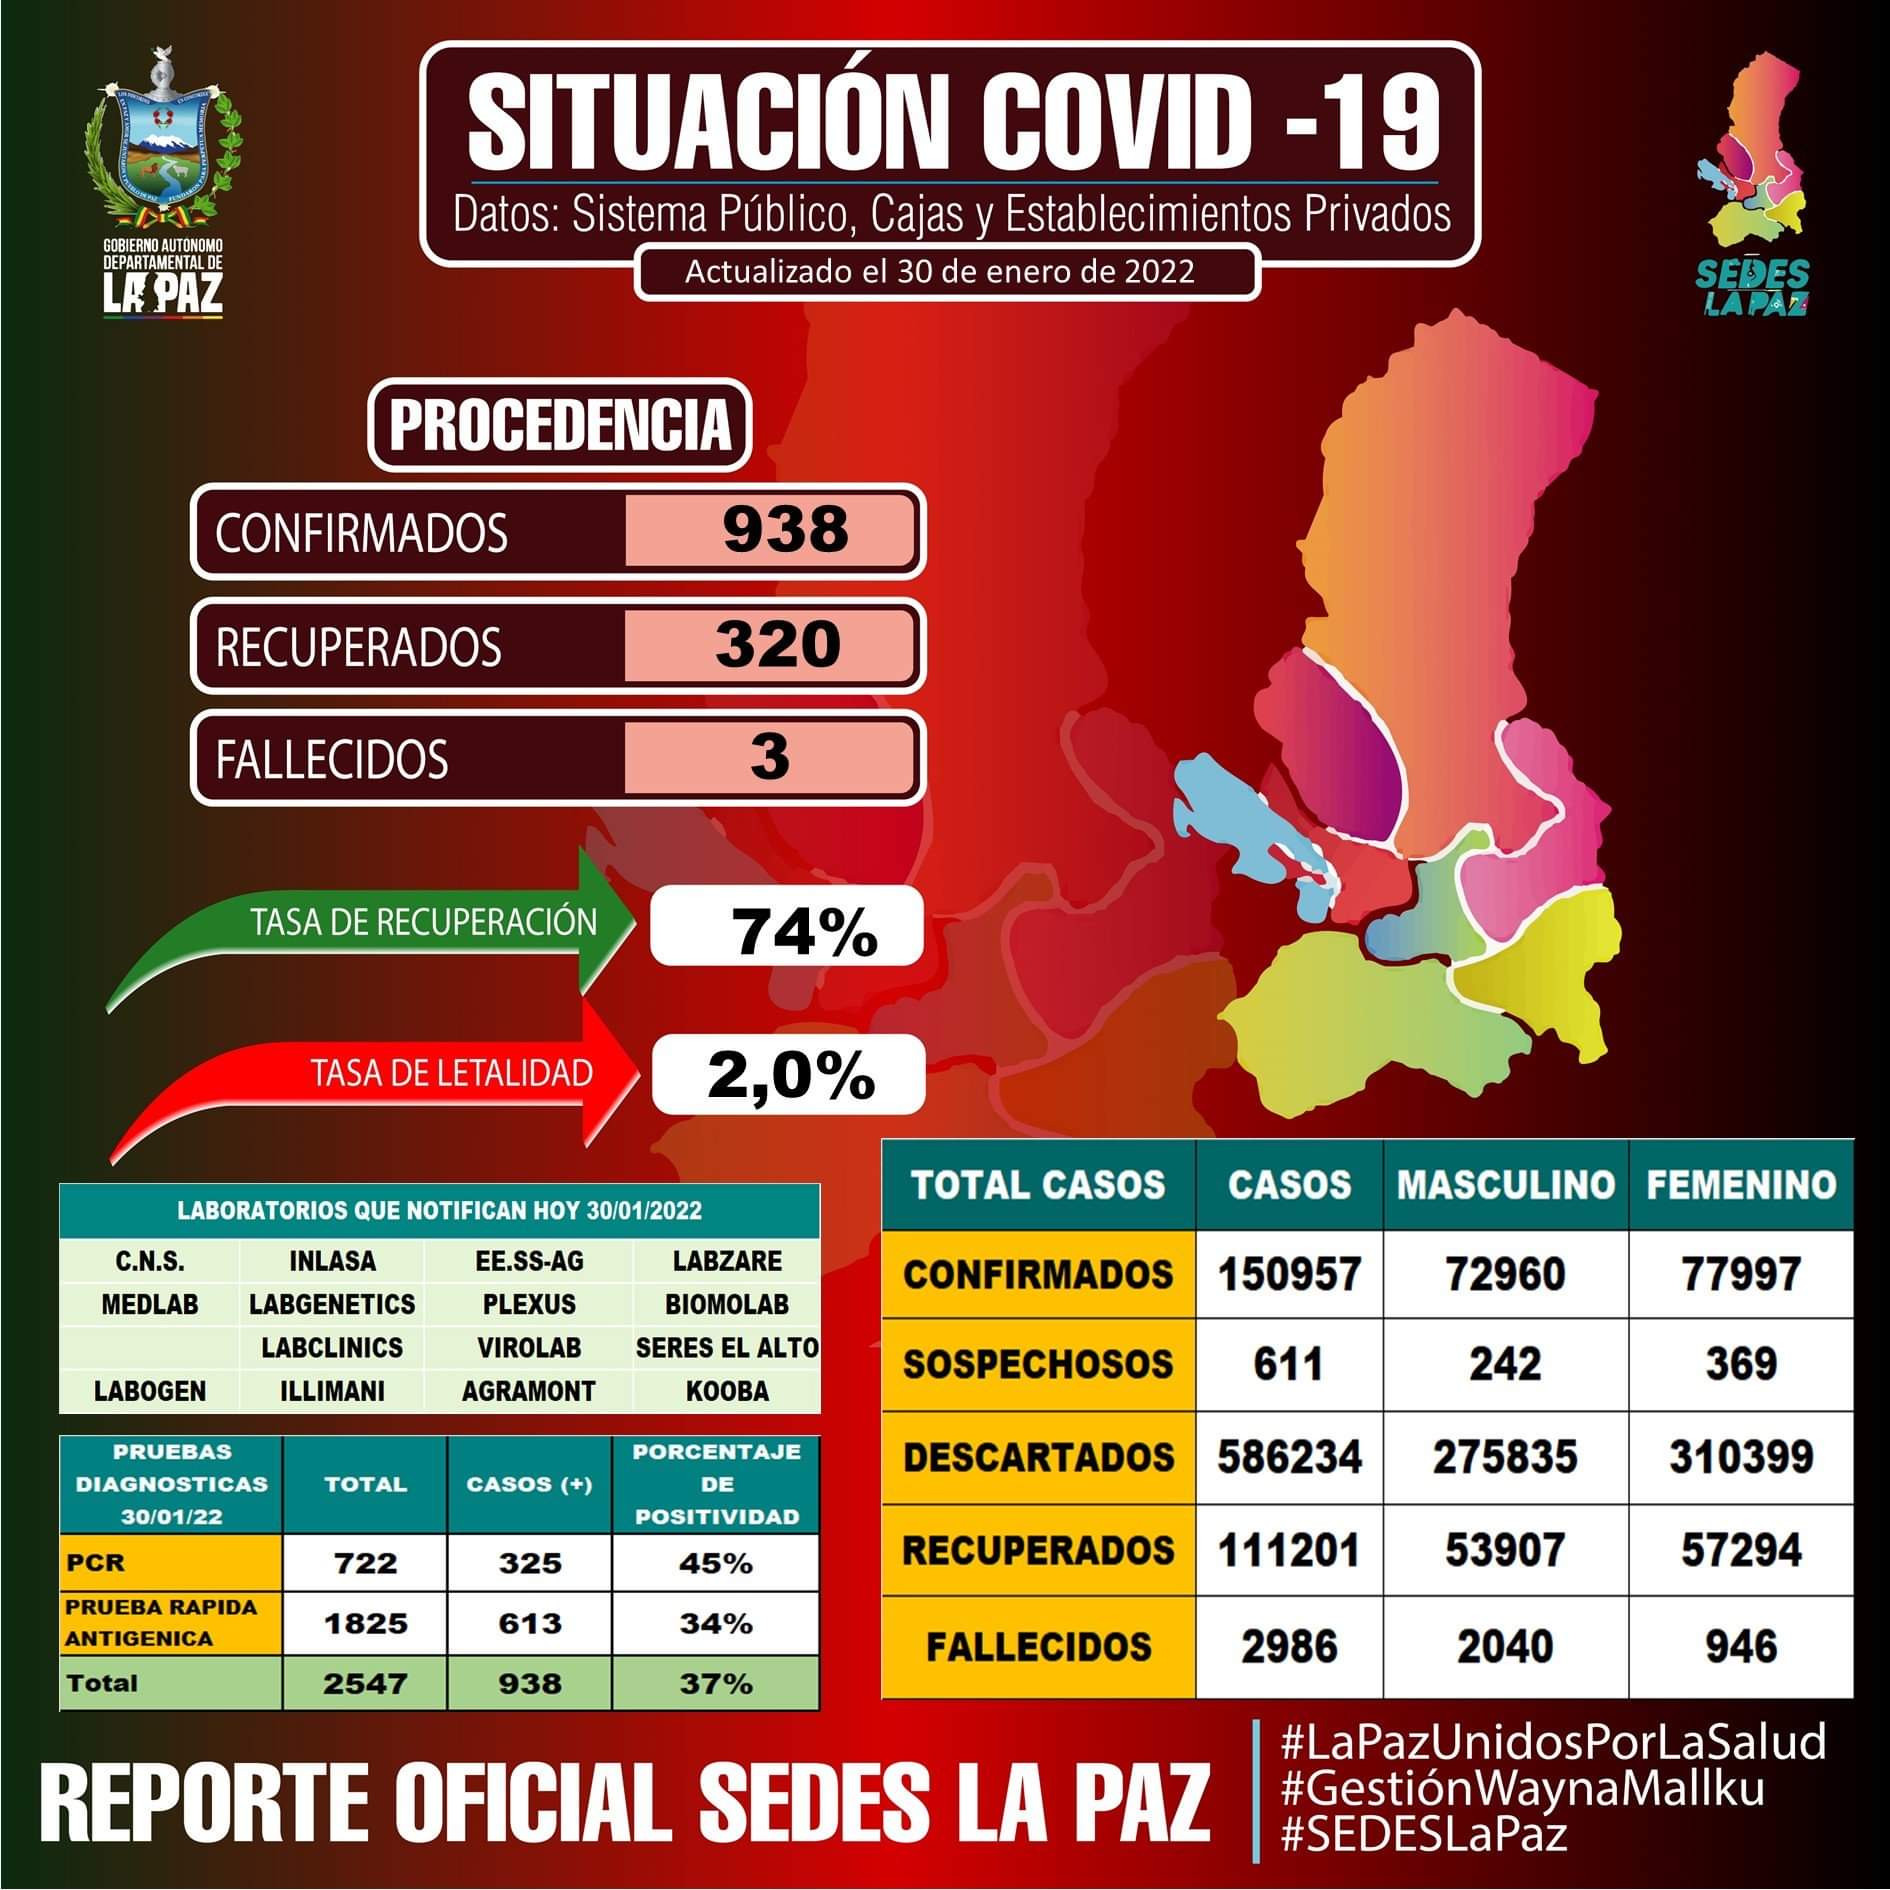 SITUACIÓN COVID -19
Datos: Sistema Público, Cajas y Establecimientos Privados
Actualizado el 30 de enero de 2022
GOBIERNO AUTÓNOMO
DEPARTAMENTAL DE
LA PAZ
SEDES
LA PAZ
PROCEDENCIA
CONFIRMADOS 938
RECUPERADOS 320
FALLECIDOS 3
TASA DE RECUPERACIÓN 74%
TASA DE LETALIDAD 2,0%
LABORATORIOS QUE NOTIFICAN HOY 30/01/2022
C.N.S. INLASA EE.SS-AG LABZARE
MEDLAB LABGENETICS PLEXUS BIOMOLAB
LABCLINICS VIROLAB SERES EL ALTO
LABOGEN ILLIMANI AGRAMONT KOOBA
PRUEBAS DIAGNOSTICAS 30/01/22 TOTAL CASOS (+) PORCENTAJE DE POSITIVIDAD
PCR 722 325 45%
PRUEBA RAPIDA ANTIGENICA 1825 613 34%
Total 2547 938 37%
TOTAL CASOS CASOS MASCULINO FEMENINO
CONFIRMADOS 150957 72960 77997
SOSPECHOSOS 611 242 369
DESCARTADOS 586234 275835 310399
RECUPERADOS 111201 53907 57294
FALLECIDOS 2986 2040 946
REPORTE OFICIAL SEDES LA PAZ
#LaPazUnidosPorLaSalud
#GestiónWaynaMallku
#SEDESLaPaz